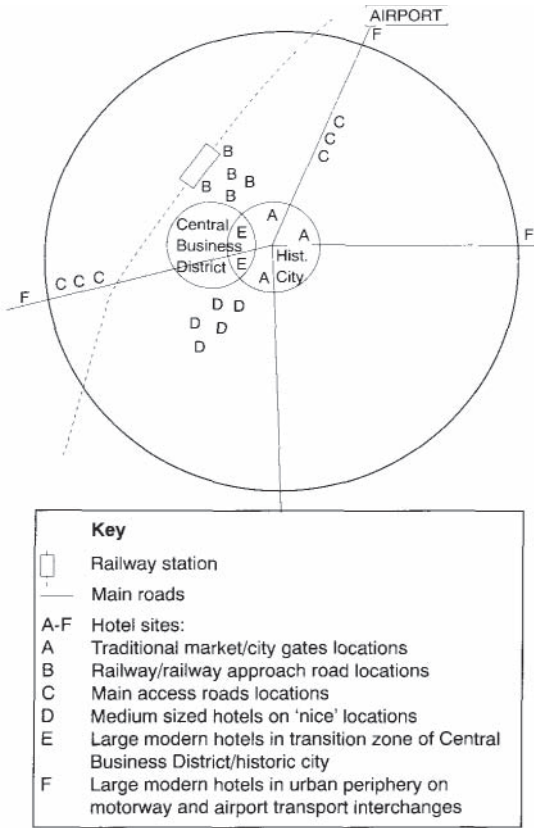 AIRPORT
F
C
C
C
B
B
B
B
A
Central
E
A
F
Business
Hist.
District
E
A
City
C C C
F
D
D
D
D
D
Key
Railway station
Main roads
A-F Hotel sites:
A Traditional market/city gates locations
B Railway/railway approach road locations
C Main access roads locations
D Medium sized hotels on 'nice' locations
E Large modern hotels in transition zone of Central
Business District/historic city
F Large modern hotels in urban periphery on
motorway and airport transport interchanges